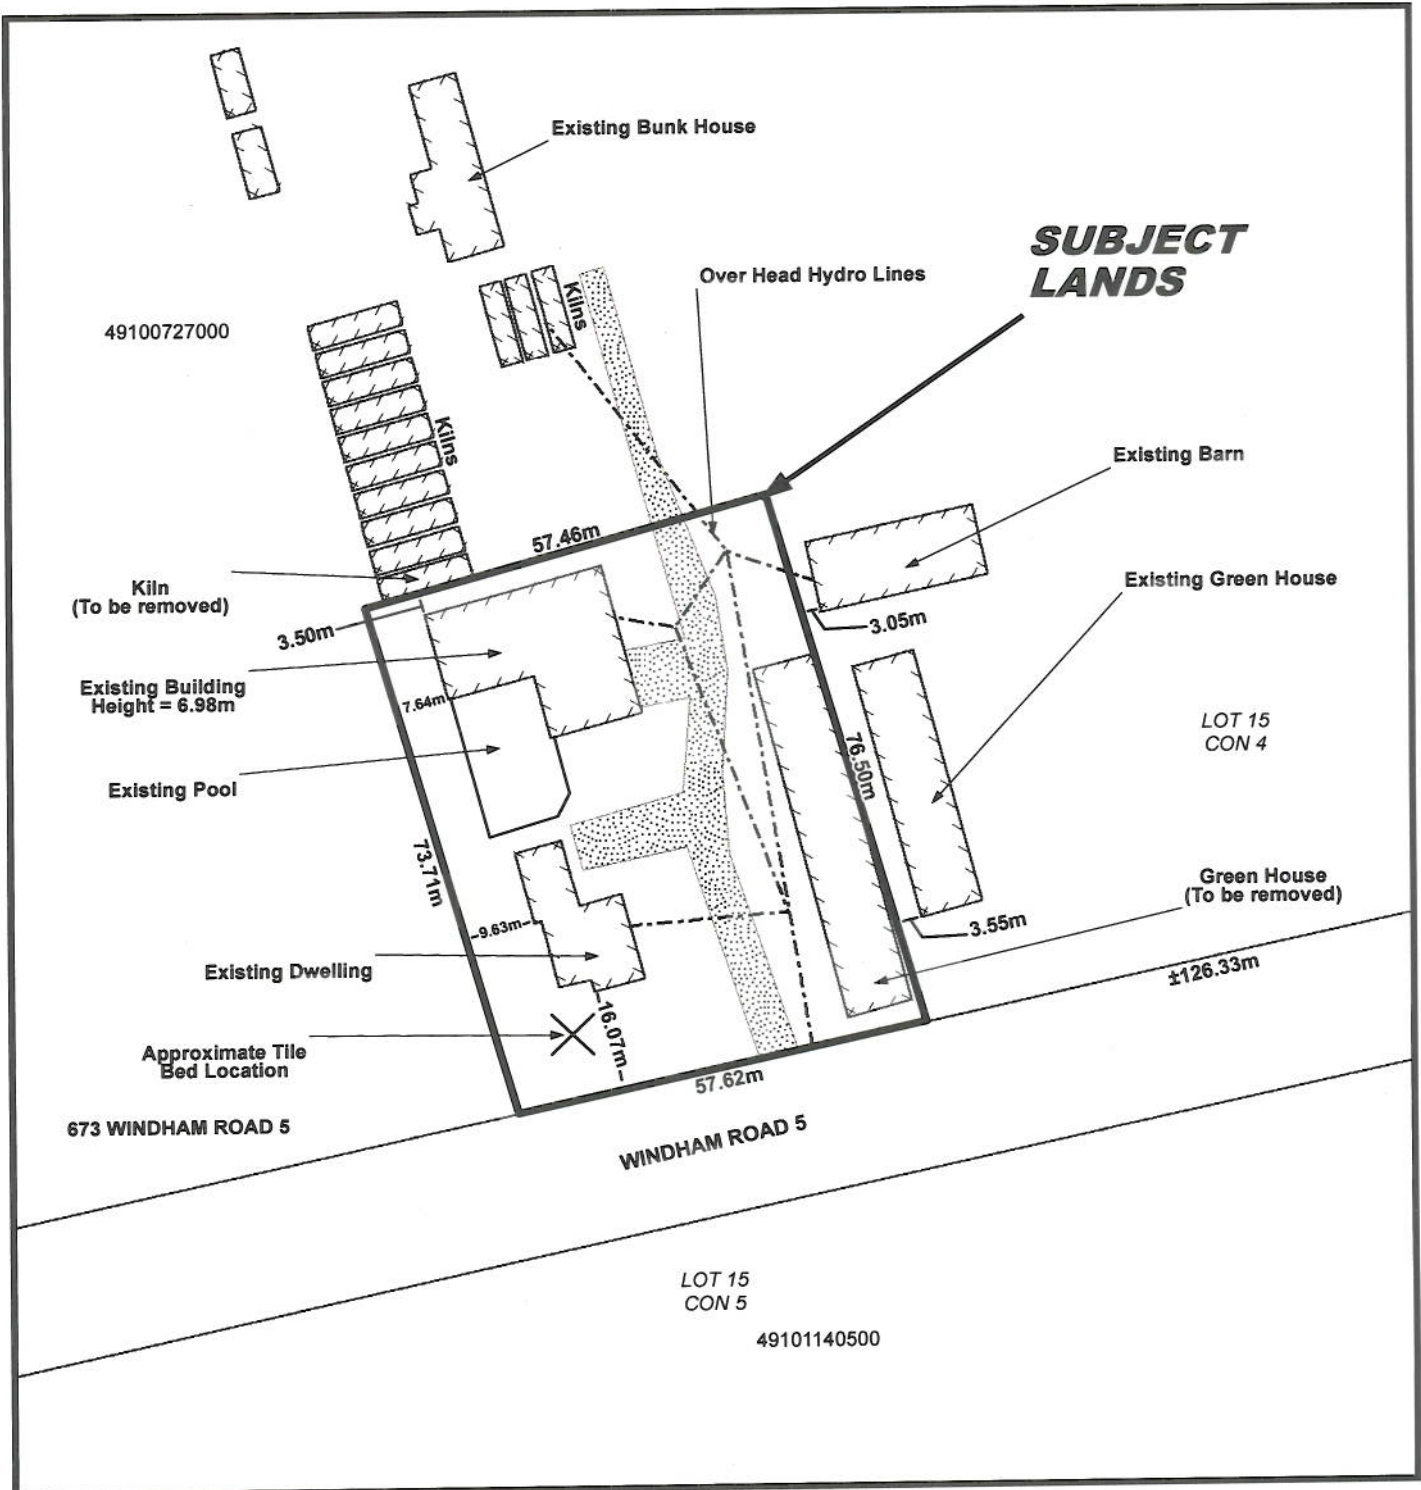 Existing Bunk House
SUBJECT
LANDS
Over Head Hydro Lines
Kilns
49100727000
Kilns
Existing Barn
57.46m
Kiln
(To be removed)
Existing Green House
3.50m
3.05m
Existing Building
Height = 6.98m
7.64m
LOT 15
CON 4
76.50m
Existing Pool
73.71m
Green House
(To be removed)
9.63m
3.55m
Existing Dwelling
±126.33m
16.07m
Approximate Tile
Bed Location
57.62m
673 WINDHAM ROAD 5
WINDHAM ROAD 5
LOT 15
CON 5
49101140500